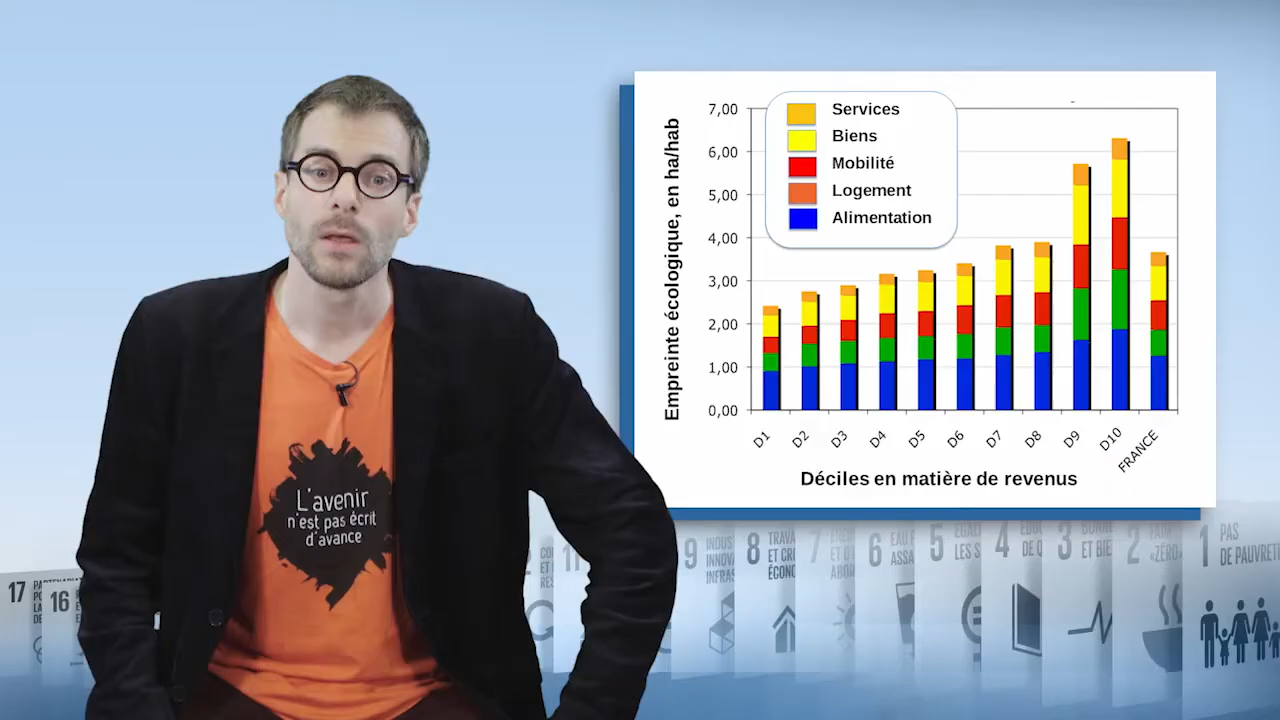 7,00
6,00
5,00
4,00
3,00
2,00
1,00
0,00
Empreinte écologique, en ha/hab
Services
Biens
Mobilité
Logement
Alimentation
D1
D2
D3
D4
D5
D6
D7
D8
D9
D10
FRANCE
Déciles en matière de revenus
L'avenir
n'est pas écrit
d'avance
17
16
9
8
7
6
5
4
3
2
1 PAS
DE PAUVRET